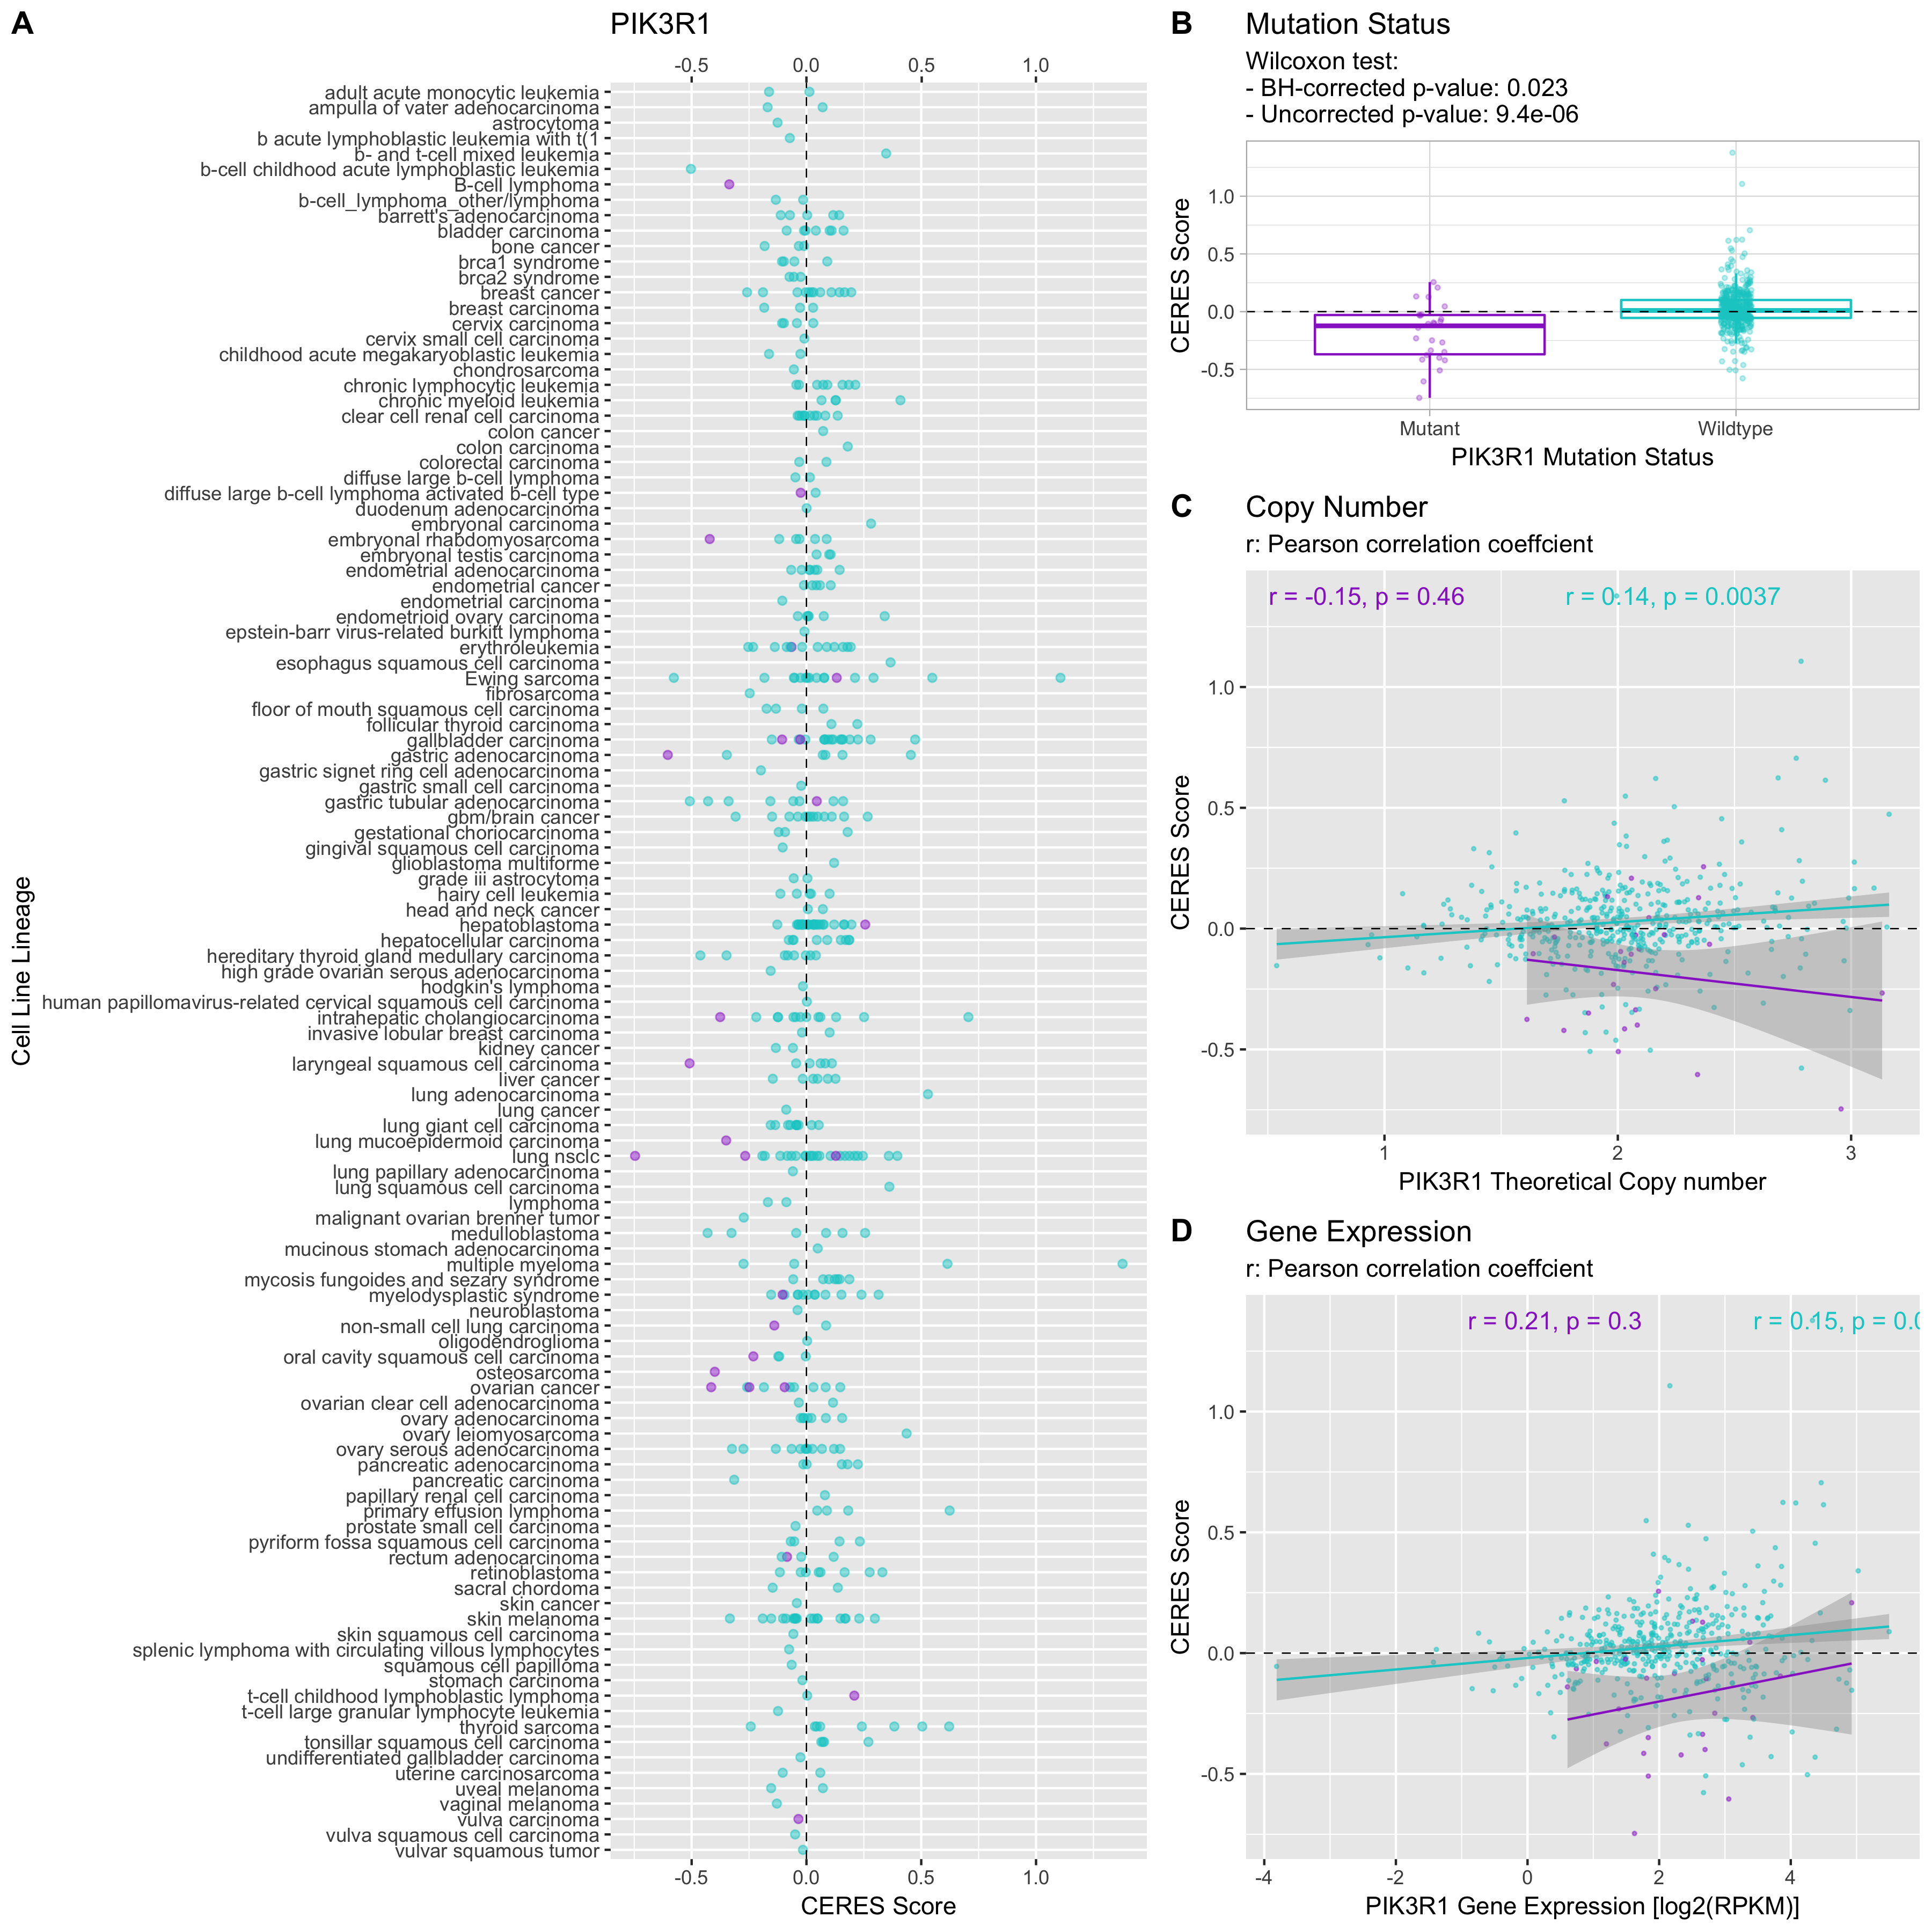 A
PIK3R1
-0.5 0.0 0.5 1.0
Cell Line Lineage
adult acute monocytic leukemia
ampulla of vater adenocarcinoma
astrocytoma
b acute lymphoblastic leukemia with t(1
b- and t-cell mixed leukemia
b-cell childhood acute lymphoblastic leukemia
B-cell lymphoma
b-cell_lymphoma_other/lymphoma
barrett's adenocarcinoma
bladder carcinoma
bone cancer
brca1 syndrome
brca2 syndrome
breast cancer
breast carcinoma
cervix carcinoma
cervix small cell carcinoma
childhood acute megakaryoblastic leukemia
chondrosarcoma
chronic lymphocytic leukemia
chronic myeloid leukemia
clear cell renal cell carcinoma
colon cancer
colon carcinoma
colorectal carcinoma
diffuse large b-cell lymphoma
diffuse large b-cell lymphoma activated b-cell type
duodenum adenocarcinoma
embryonal carcinoma
embryonal rhabdomyosarcoma
embryonal testis carcinoma
endometrial adenocarcinoma
endometrial cancer
endometrial carcinoma
endometrioid ovary carcinoma
epstein-barr virus-related burkitt lymphoma
erythroleukemia
esophagus squamous cell carcinoma
Ewing sarcoma
fibrosarcoma
floor of mouth squamous cell carcinoma
follicular thyroid carcinoma
gallbladder carcinoma
gastric adenocarcinoma
gastric signet ring cell adenocarcinoma
gastric small cell carcinoma
gastric tubular adenocarcinoma
gbm/brain cancer
gestational choriocarcinoma
gingival squamous cell carcinoma
glioblastoma multiforme
grade iii astrocytoma
hairy cell leukemia
head and neck cancer
hepatoblastoma
hepatocellular carcinoma
hereditary thyroid gland medullary carcinoma
high grade ovarian serous adenocarcinoma
hodgkin's lymphoma
human papillomavirus-related cervical squamous cell carcinoma
intrahepatic cholangiocarcinoma
invasive lobular breast carcinoma
kidney cancer
laryngeal squamous cell carcinoma
liver cancer
lung adenocarcinoma
lung cancer
lung giant cell carcinoma
lung mucoepidermoid carcinoma
lung nsclc
lung papillary adenocarcinoma
lung squamous cell carcinoma
lymphoma
malignant ovarian brenner tumor
medulloblastoma
mucinous stomach adenocarcinoma
multiple myeloma
mycosis fungoides and sezary syndrome
myelodysplastic syndrome
neuroblastoma
non-small cell lung carcinoma
oligodendroglioma
oral cavity squamous cell carcinoma
osteosarcoma
ovarian cancer
ovarian clear cell adenocarcinoma
ovary adenocarcinoma
ovary leiomyosarcoma
ovary serous adenocarcinoma
pancreatic adenocarcinoma
pancreatic carcinoma
papillary renal cell carcinoma
primary effusion lymphoma
prostate small cell carcinoma
pyriform fossa squamous cell carcinoma
rectum adenocarcinoma
retinoblastoma
sacral chordoma
skin cancer
skin melanoma
skin squamous cell carcinoma
splenic lymphoma with circulating villous lymphocytes
squamous cell papilloma
stomach carcinoma
t-cell childhood lymphoblastic lymphoma
t-cell large granular lymphocyte leukemia
thyroid sarcoma
tonsillar squamous cell carcinoma
undifferentiated gallbladder carcinoma
uterine carcinosarcoma
uveal melanoma
vaginal melanoma
vulva carcinoma
vulva squamous cell carcinoma
vulvar squamous tumor
-0.5 0.0 0.5 1.0
CERES Score
B
Mutation Status
Wilcoxon test:
- BH-corrected p-value: 0.023
- Uncorrected p-value: 9.4e-06
CERES Score
1.0
0.5
0.0
-0.5
Mutant Wildtype
PIK3R1 Mutation Status
C
Copy Number
r: Pearson correlation coeffcient
r = -0.15, p = 0.46 r = 0.14, p = 0.0037
CERES Score
1.0
0.5
0.0
-0.5
1 2 3
PIK3R1 Theoretical Copy number
D
Gene Expression
r: Pearson correlation coeffcient
r = 0.21, p = 0.3 r = 0.15, p = 0.0
CERES Score
1.0
0.5
0.0
-0.5
-4 -2 0 2 4
PIK3R1 Gene Expression [log2(RPKM)]